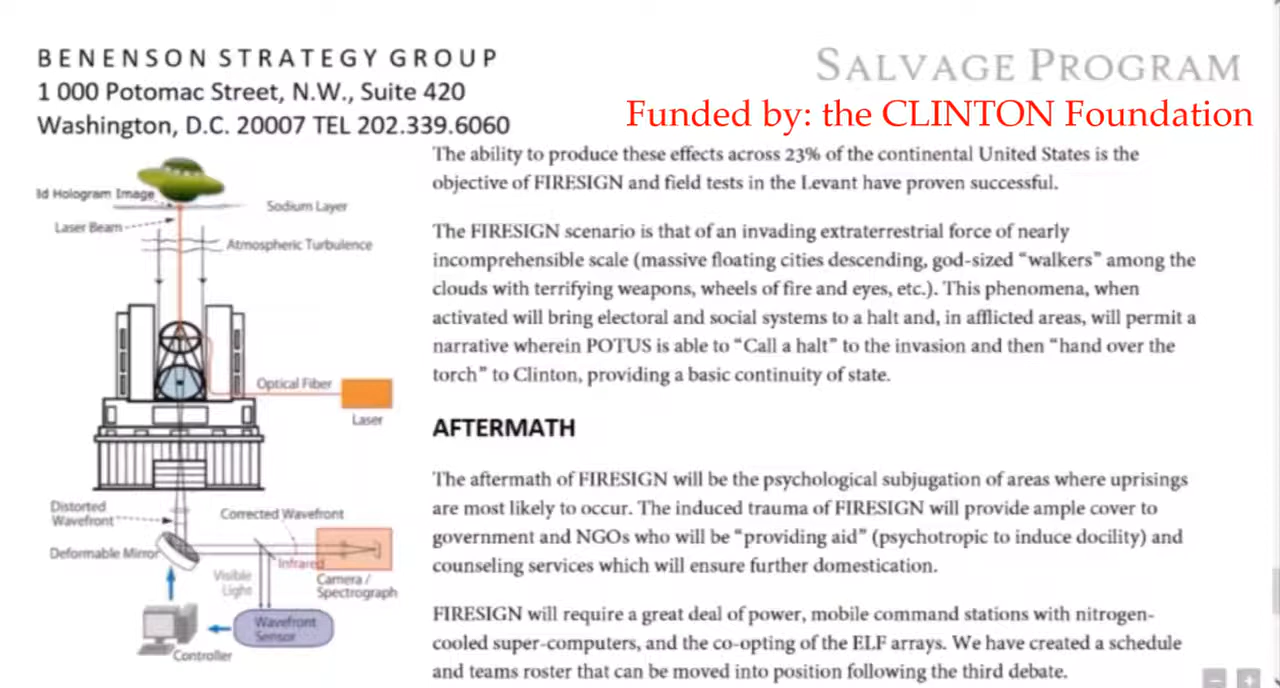 BENENSON STRATEGY GROUP
1 000 Potomac Street, N.W., Suite 420
Washington, D.C. 20007 TEL 202.339.6060
SALVAGE PROGRAM
Funded by: the CLINTON Foundation
ld Hologram Image
Sodium Layer
Laser Beam
Atmospheric Turbulence
Optical Fiber
Laser
Distorted
Wavefront
Corrected Wavefront
Deformable Mirror
Infrared
Visible
Light
Camera /
Spectrograph
Wavefront
Sensor
Controller
The ability to produce these effects across 23% of the continental United States is the
objective of FIRESIGN and field tests in the Levant have proven successful.
The FIRESIGN scenario is that of an invading extraterrestrial force of nearly
incomprehensible scale (massive floating cities descending, god-sized “walkers” among the
clouds with terrifying weapons, wheels of fire and eyes, etc.). This phenomena, when
activated will bring electoral and social systems to a halt and, in afflicted areas, will permit a
narrative wherein POTUS is able to “Call a halt” to the invasion and then “hand over the
torch” to Clinton, providing a basic continuity of state.
AFTERMATH
The aftermath of FIRESIGN will be the psychological subjugation of areas where uprisings
are most likely to occur. The induced trauma of FIRESIGN will provide ample cover to
government and NGOs who will be “providing aid” (psychotropic to induce docility) and
counseling services which will ensure further domestication.
FIRESIGN will require a great deal of power, mobile command stations with nitrogen-
cooled super-computers, and the co-opting of the ELF arrays. We have created a schedule
and teams roster that can be moved into position following the third debate.